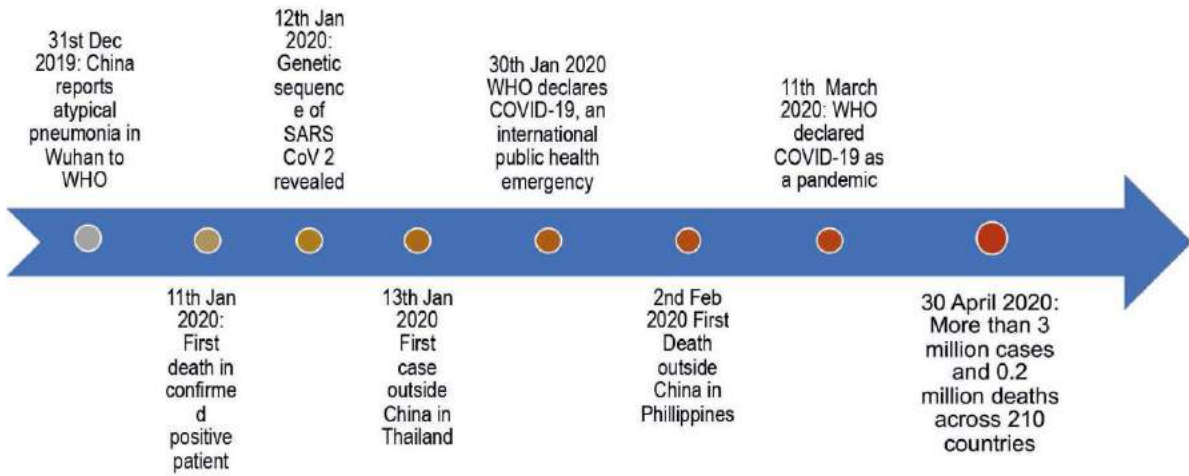 31st Dec
2019: China
reports
atypical
pneumonia in
Wuhan to
WHO
11th Jan
2020:
First
death in
confirme
d
positive
patient
12th Jan
2020:
Genetic
sequenc
e of
SARS
CoV 2
revealed
13th Jan
2020
First
case
outside
China in
Thailand
30th Jan 2020
WHO declares
COVID-19, an
international
public health
emergency
2nd Feb
2020 First
Death
outside
China in
Phillippines
11th March
2020: WHO
declared
COVID-19 as
a pandemic
30 April 2020:
More than 3
million cases
and 0.2
million deaths
across 210
countries